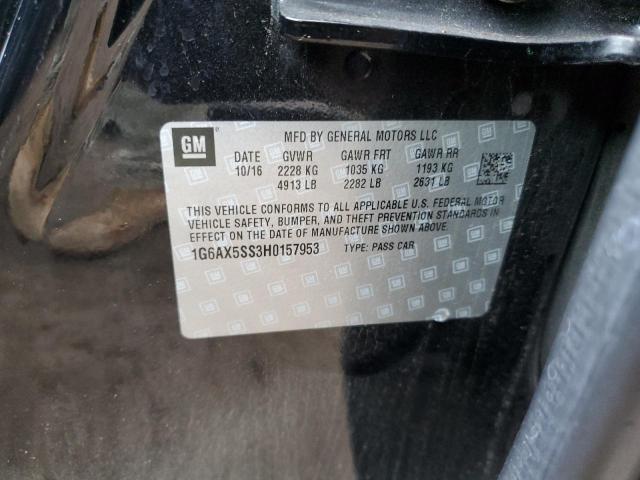 GM
MFD BY GENERAL MOTORS LLC
DATE GVWR GAWR FRT GAWR RR
10/16 2228 KG 1035 KG 1193 KG
4913 LB 2282 LB 2631 LB
THIS VEHICLE CONFORMS TO ALL APPLICABLE U.S. FEDERAL MOTOR
VEHICLE SAFETY, BUMPER, AND THEFT PREVENTION STANDARDS IN
EFFECT ON THE DATE OF MANUFACTURE SHOWN ABOVE.
1G6AX5SS3H0157953 TYPE: PASS CAR